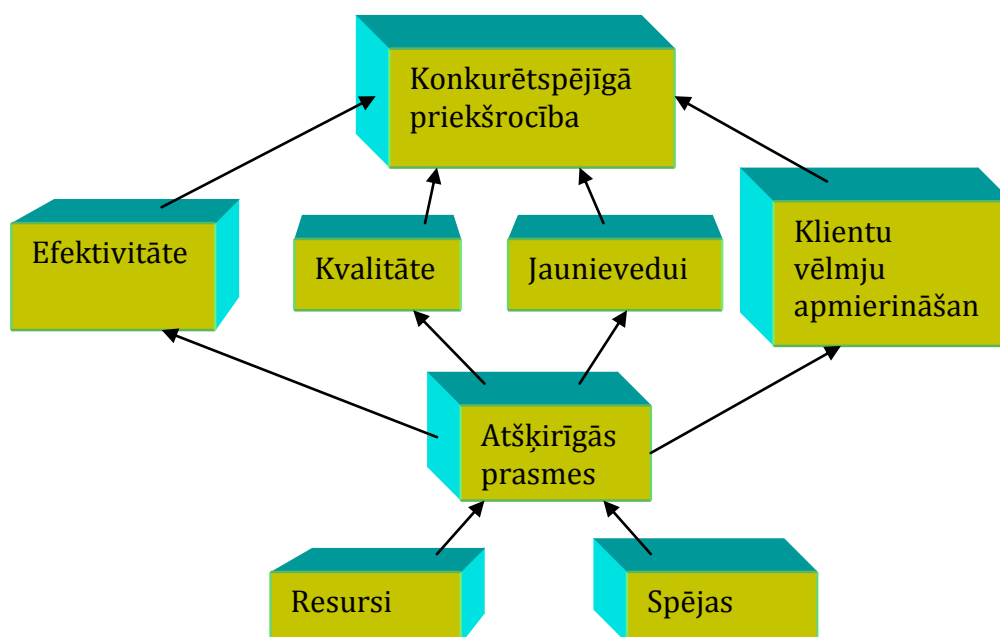 Konkurētspējīgā
priekšrocība
Efektivitāte
Kvalitāte
Jaunievedui
Klientu
vēlmju
apmierināšan
Atšķirīgās
prasmes
Resursi
Spējas